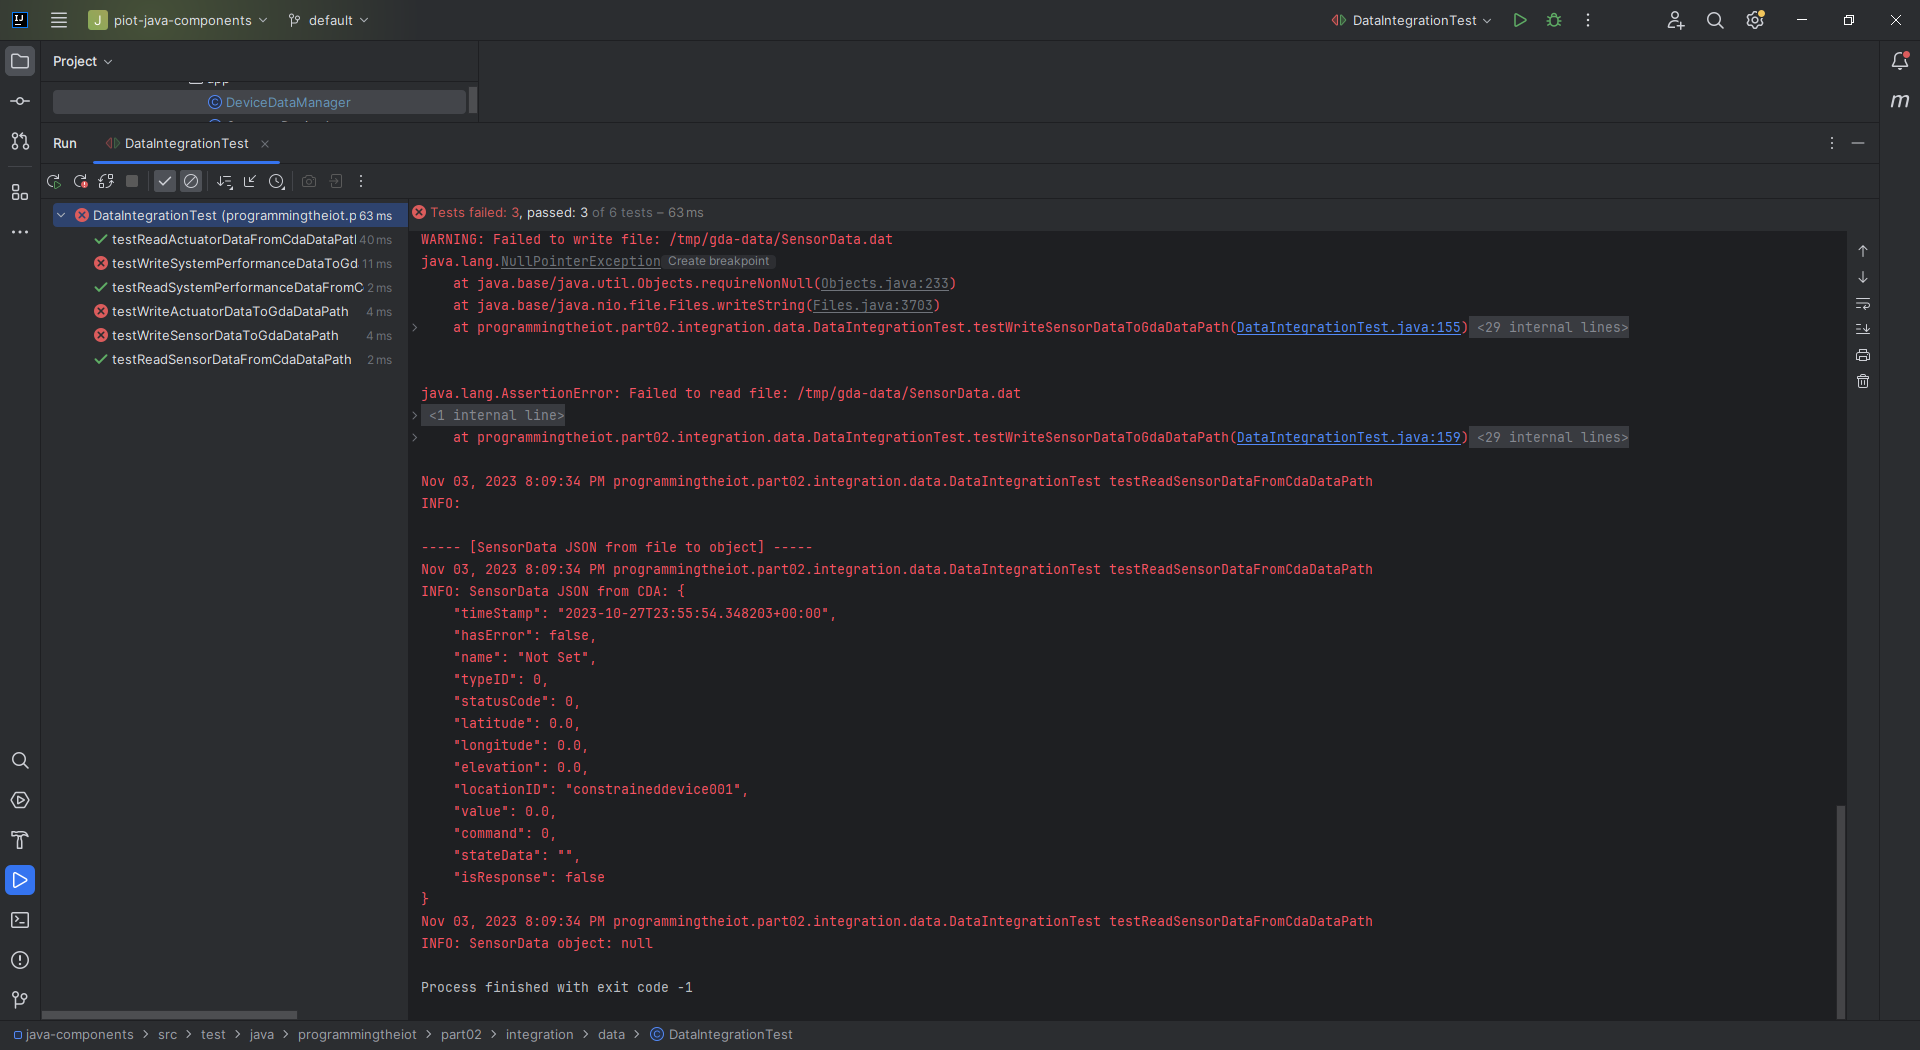 piot-java-components
default
DataIntegrationTest
Project
app
DeviceDataManager
Run
DataIntegrationTest
DataIntegrationTest (programmingtheiot.p 63 ms
testReadActuatorDataFromCdaDataPath 40 ms
testWriteSystemPerformanceDataToGd 11 ms
testReadSystemPerformanceDataFromC 2 ms
testWriteActuatorDataToGdaDataPath 4 ms
testWriteSensorDataToGdaDataPath 4 ms
testReadSensorDataFromCdaDataPath 2 ms
Tests failed: 3, passed: 3 of 6 tests – 63 ms
WARNING: Failed to write file: /tmp/gda-data/SensorData.dat
java.lang.NullPointerException Create breakpoint
at java.base/java.util.Objects.requireNonNull(Objects.java:233)
at java.base/java.nio.file.Files.writeString(Files.java:3703)
at programmingtheiot.part02.integration.data.DataIntegrationTest.testWriteSensorDataToGdaDataPath(DataIntegrationTest.java:155) <29 internal lines>
java.lang.AssertionError: Failed to read file: /tmp/gda-data/SensorData.dat
<1 internal line>
at programmingtheiot.part02.integration.data.DataIntegrationTest.testWriteSensorDataToGdaDataPath(DataIntegrationTest.java:159) <29 internal lines>
Nov 03, 2023 8:09:34 PM programmingtheiot.part02.integration.data.DataIntegrationTest testReadSensorDataFromCdaDataPath
INFO:
----- [SensorData JSON from file to object] -----
Nov 03, 2023 8:09:34 PM programmingtheiot.part02.integration.data.DataIntegrationTest testReadSensorDataFromCdaDataPath
INFO: SensorData JSON from CDA: {
"timeStamp": "2023-10-27T23:55:54.348203+00:00",
"hasError": false,
"name": "Not Set",
"typeID": 0,
"statusCode": 0,
"latitude": 0.0,
"longitude": 0.0,
"elevation": 0.0,
"locationID": "constraineddevice001",
"value": 0.0,
"command": 0,
"stateData": "",
"isResponse": false
}
Nov 03, 2023 8:09:34 PM programmingtheiot.part02.integration.data.DataIntegrationTest testReadSensorDataFromCdaDataPath
INFO: SensorData object: null
Process finished with exit code -1
java-components > src > test > java > programmingtheiot > part02 > integration > data > DataIntegrationTest